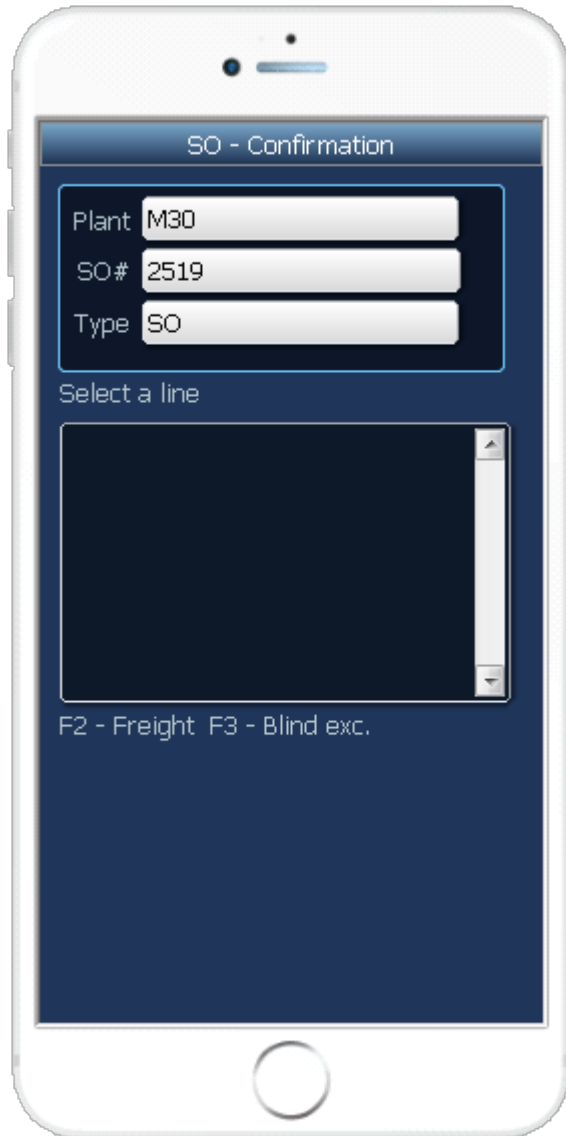 SO - Confirmation
Plant M30
SO# 2519
Type SO
Select a line
F2 - Freight F3 - Blind exc.